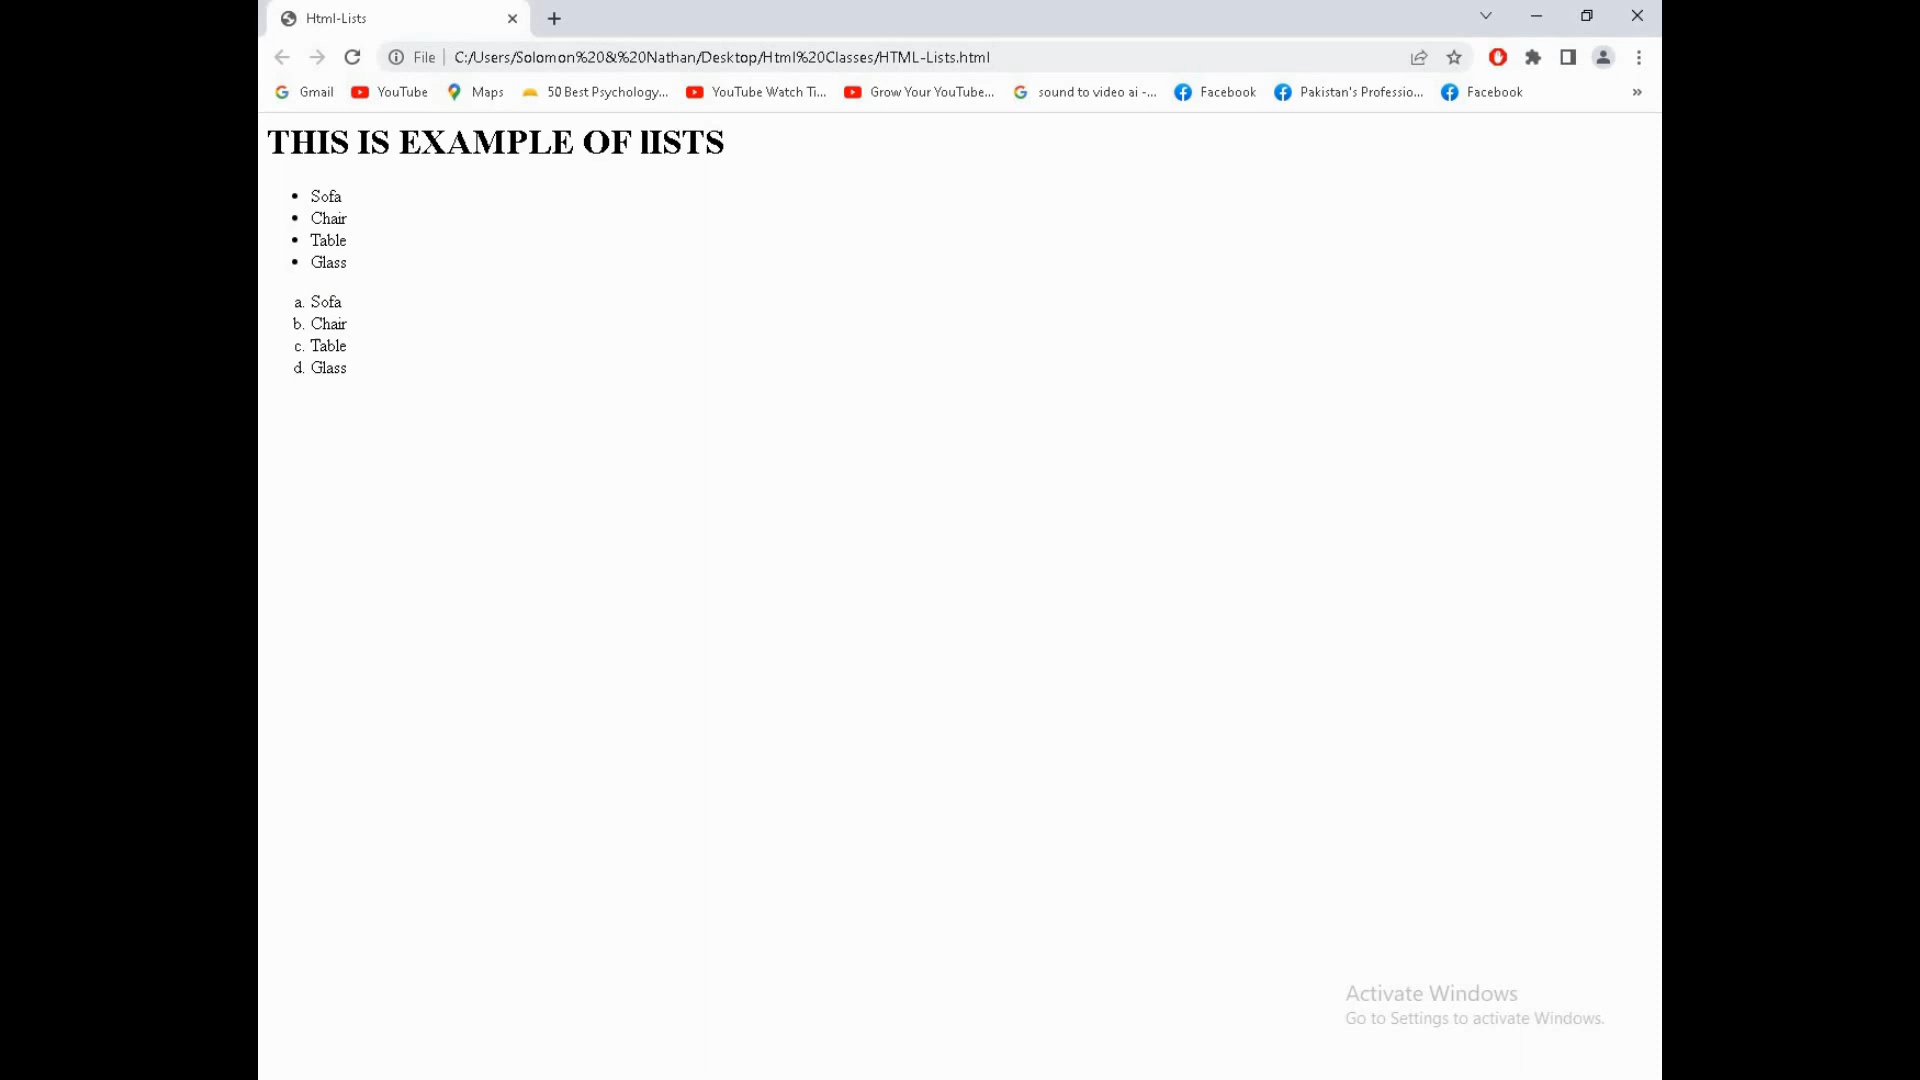 Html-Lists
File C:/Users/Solomon%20&%20Nathan/Desktop/Html%20Classes/HTML-Lists.html
Gmail YouTube Maps 50 Best Psychology... YouTube Watch Ti... Grow Your YouTube... sound to video ai -... Facebook Pakistan's Professio... Facebook »
THIS IS EXAMPLE OF lISTS
• Sofa
• Chair
• Table
• Glass
a. Sofa
b. Chair
c. Table
d. Glass
Activate Windows
Go to Settings to activate Windows.